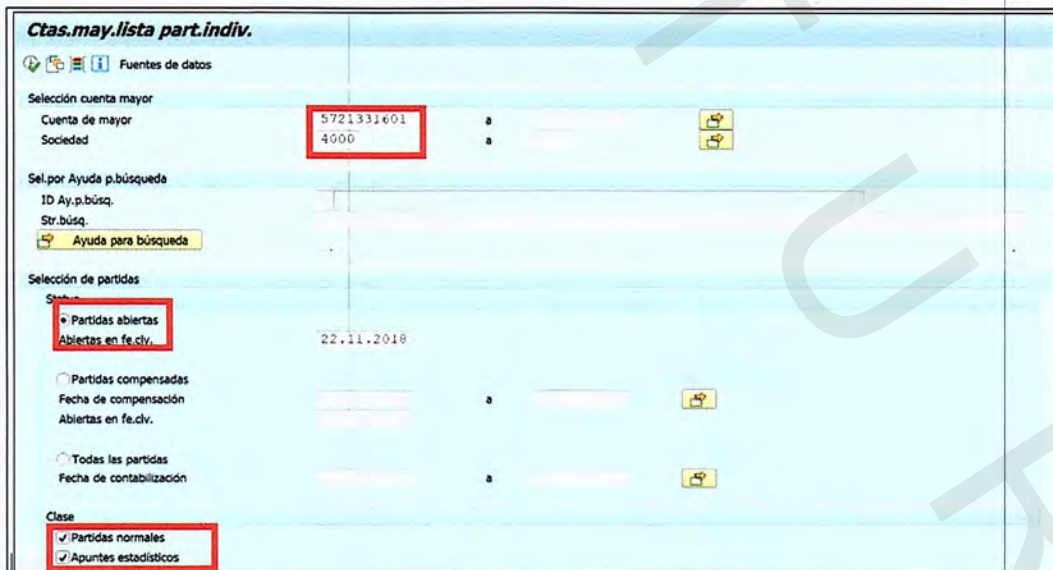 Ctas.may.lista part.indiv.
Fuentes de datos
Selección cuenta mayor
Cuenta de mayor 5721331601 a
Sociedad 4000 a
Sel.por Ayuda p.búsqueda
ID Ay.p.búsq.
Str.búsq.
Ayuda para búsqueda
Selección de partidas
Status
Partidas abiertas
Abiertas en fe.clv. 22.11.2018
Partidas compensadas
Fecha de compensación a
Abiertas en fe.clv.
Todas las partidas
Fecha de contabilización a
Clase
Partidas normales
Apuntes estadísticos